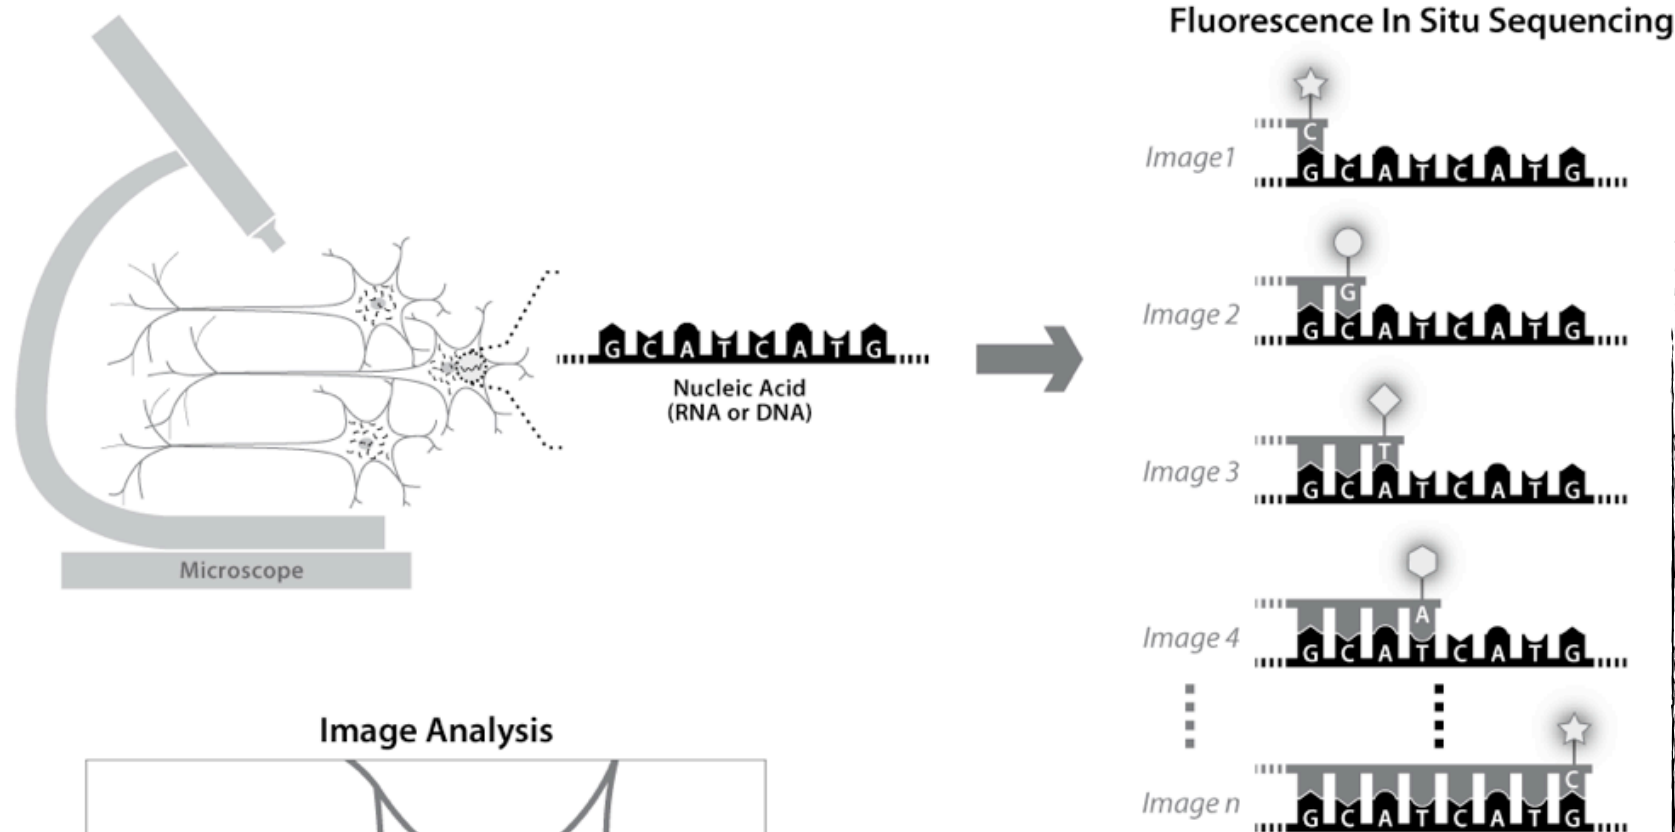 Fluorescence In Situ Sequencing
C
Image1
G C A T C A T G
G
Image 2
G C A T C A T G
G C A T C A T G
Nucleic Acid
(RNA or DNA)
T
Image 3
G C A T C A T G
Microscope
A
Image 4
G C A T C A T G
Image Analysis
C
Image n
G C A T C A T G